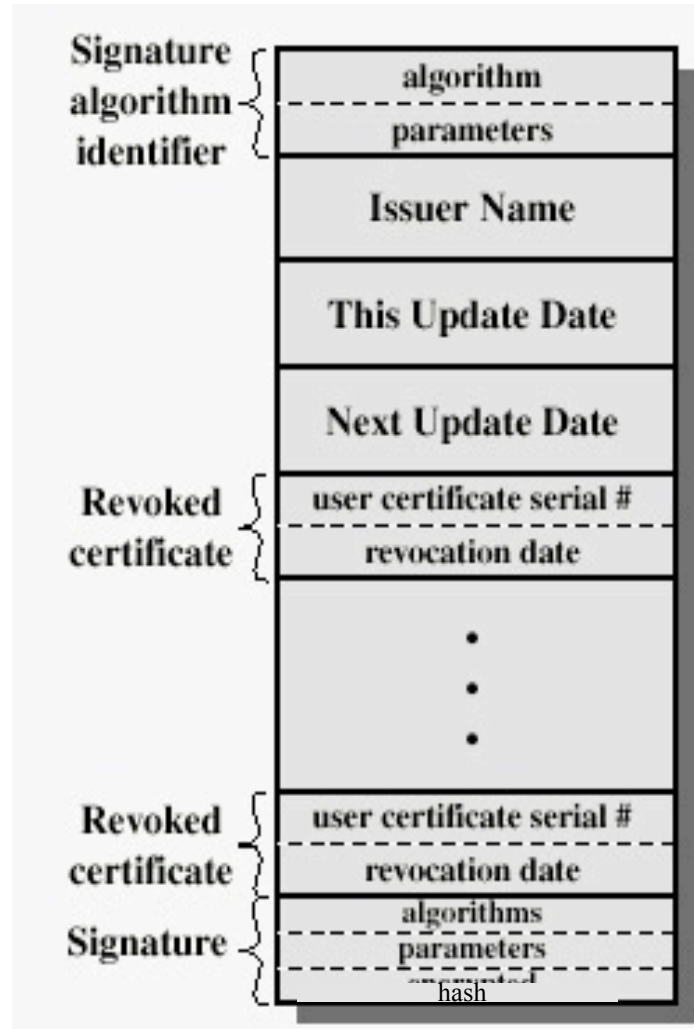 Signature
algorithm
identifier
algorithm
parameters
Issuer Name
This Update Date
Next Update Date
Revoked
certificate
user certificate serial #
revocation date
Revoked
certificate
user certificate serial #
revocation date
Signature
algorithms
parameters
hash